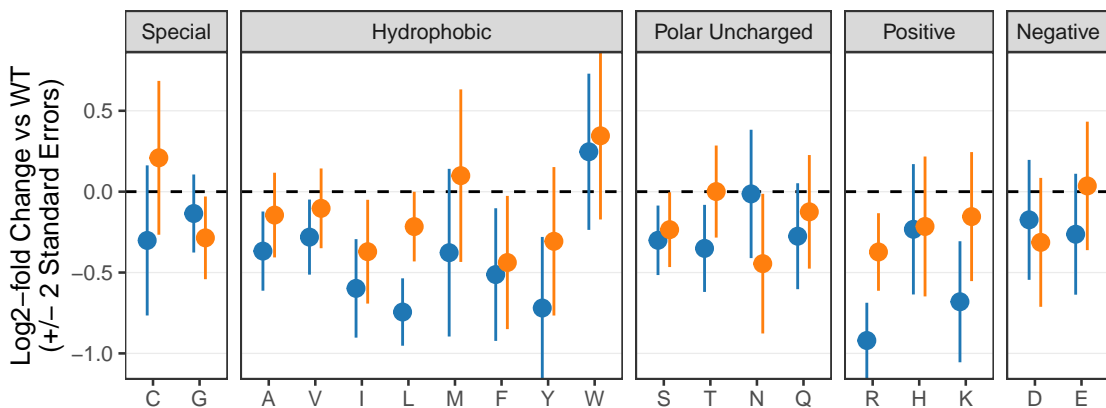 Special Hydrophobic Polar Uncharged Positive Negative
Log2−fold Change vs WT
(+/− 2 Standard Errors)
0.5
0.0
−0.5
−1.0
C G A V I L M F Y W S T N Q R H K D E